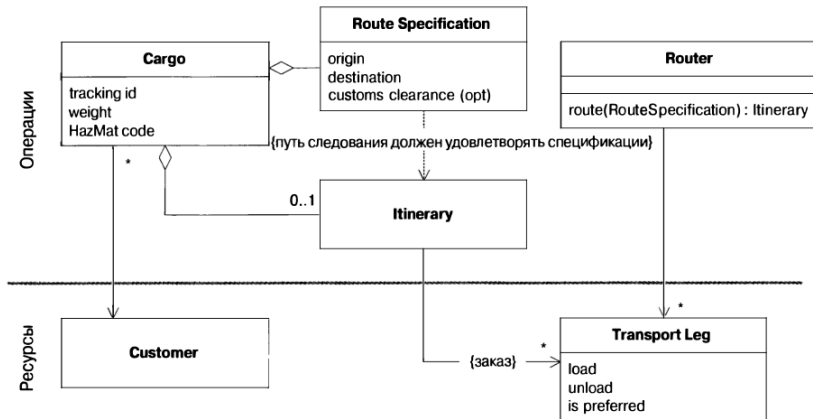 Операции
Cargo
tracking id
weight
HazMat code
Route Specification
origin
destination
customs clearance (opt)
Router
route(RouteSpecification) : Itinerary
{путь следования должен удовлетворять спецификации}
*
0..1
Itinerary
Ресурсы
Customer
{заказ}
*
*
Transport Leg
load
unload
is preferred